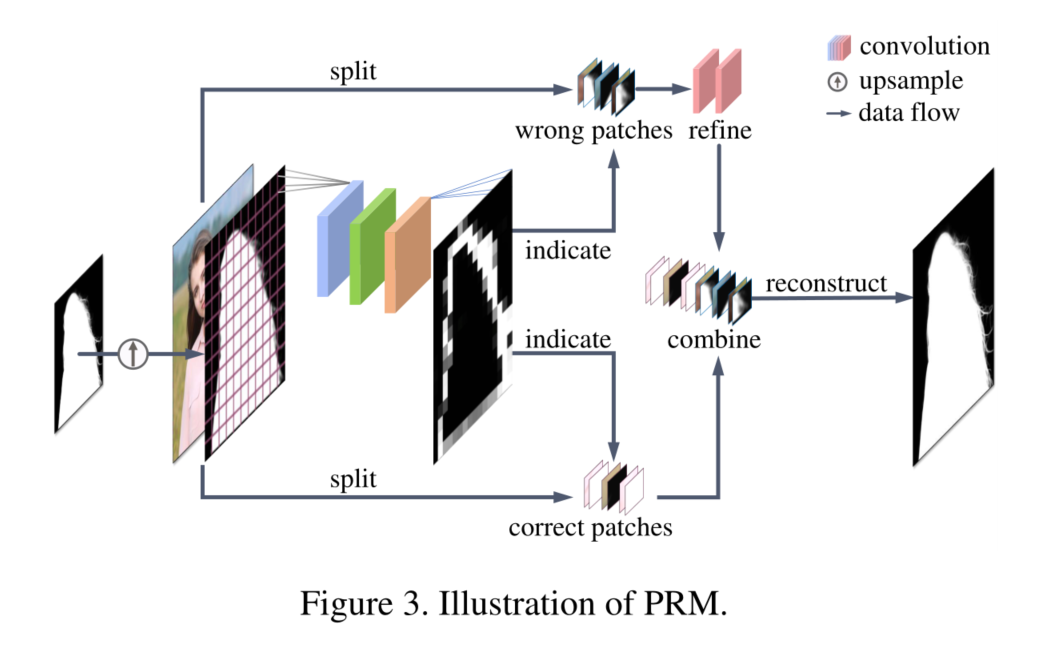 split
convolution
upsample
data flow
wrong patches
refine
indicate
reconstruct
indicate
combine
split
correct patches
Figure 3. Illustration of PRM.